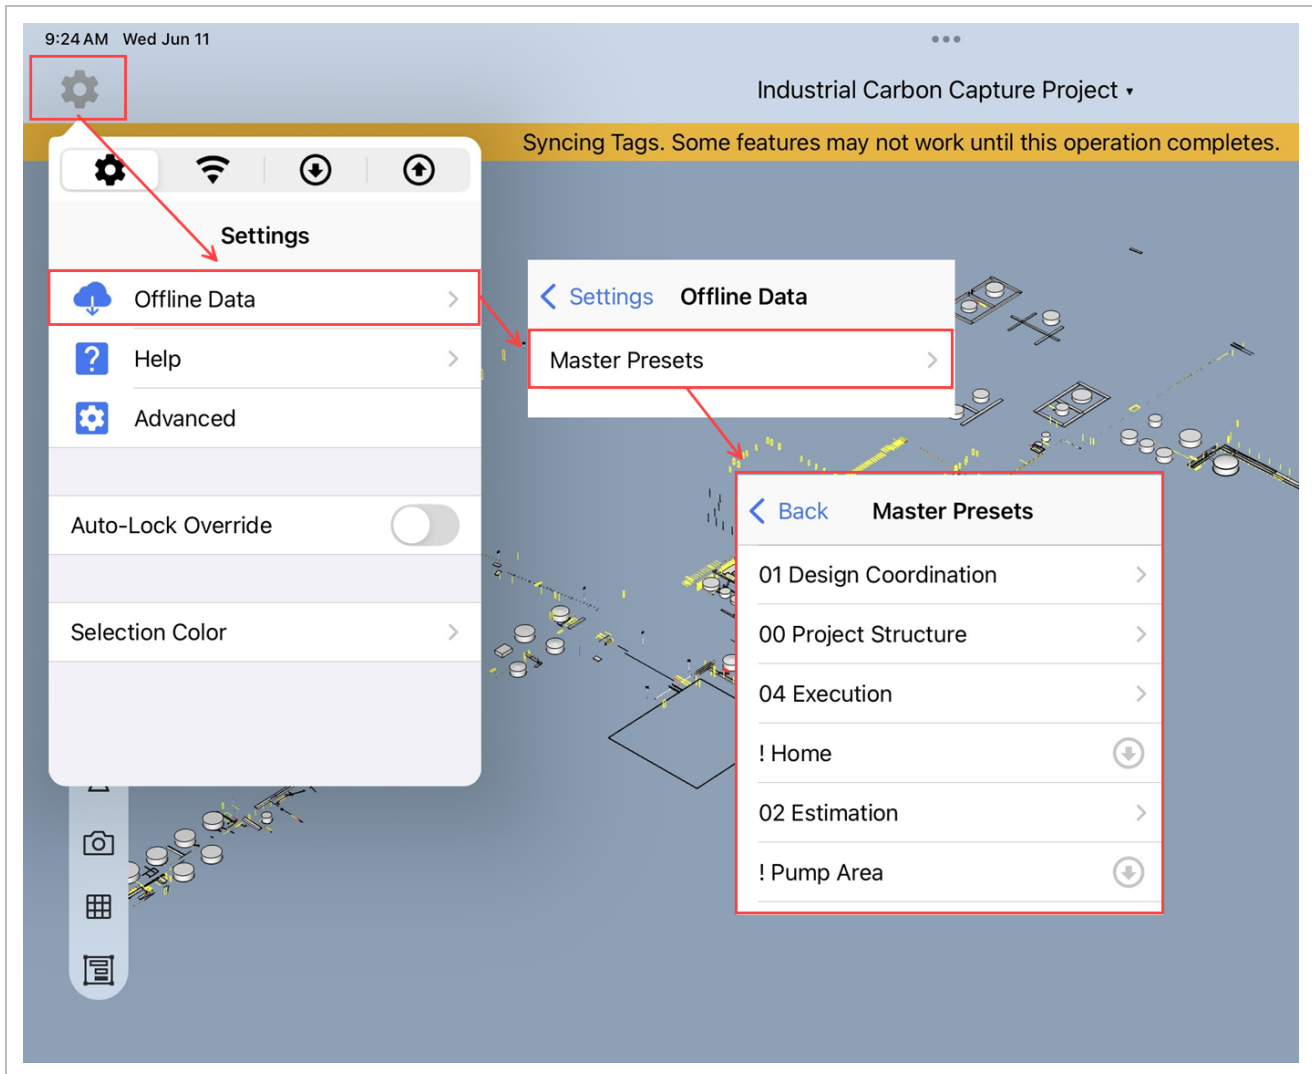 9:24 AM Wed Jun 11
Industrial Carbon Capture Project
Syncing Tags. Some features may not work until this operation completes.
Settings
Offline Data
Help
Advanced
Auto-Lock Override
Selection Color
Settings Offline Data
Master Presets
Back Master Presets
01 Design Coordination
00 Project Structure
04 Execution
! Home
02 Estimation
! Pump Area